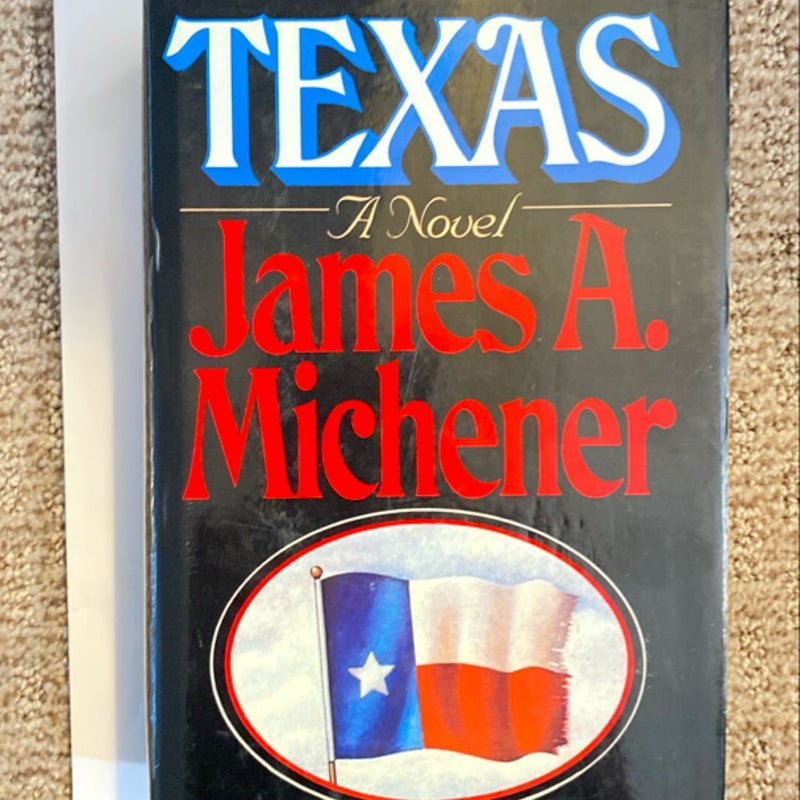 TEXAS
A Novel
James A.
Michener